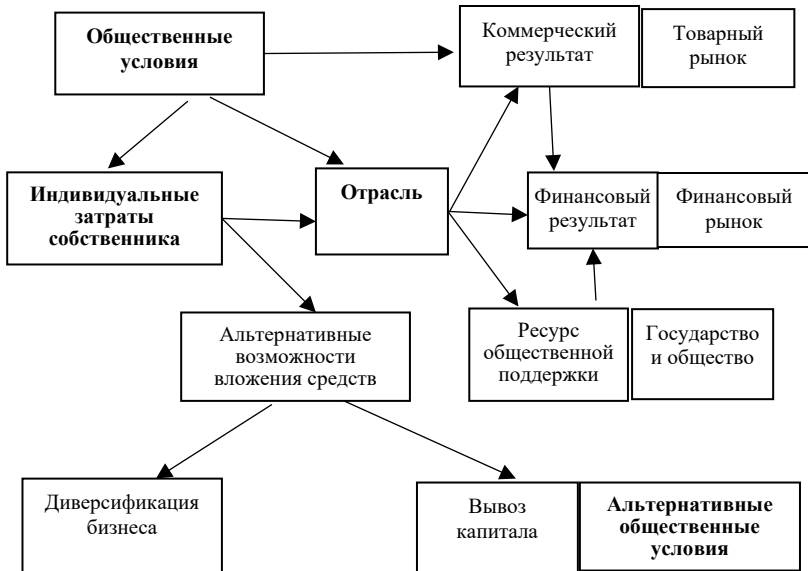 Общественные
условия
Коммерческий
результат
Товарный
рынок
Индивидуальные
затраты
собственника
Отрасль
Финансовый
результат
Финансовый
рынок
Альтернативные
возможности
вложения средств
Ресурс
общественной
поддержки
Государство
и общество
Диверсификация
бизнеса
Вывоз
капитала
Альтернативные
общественные
условия